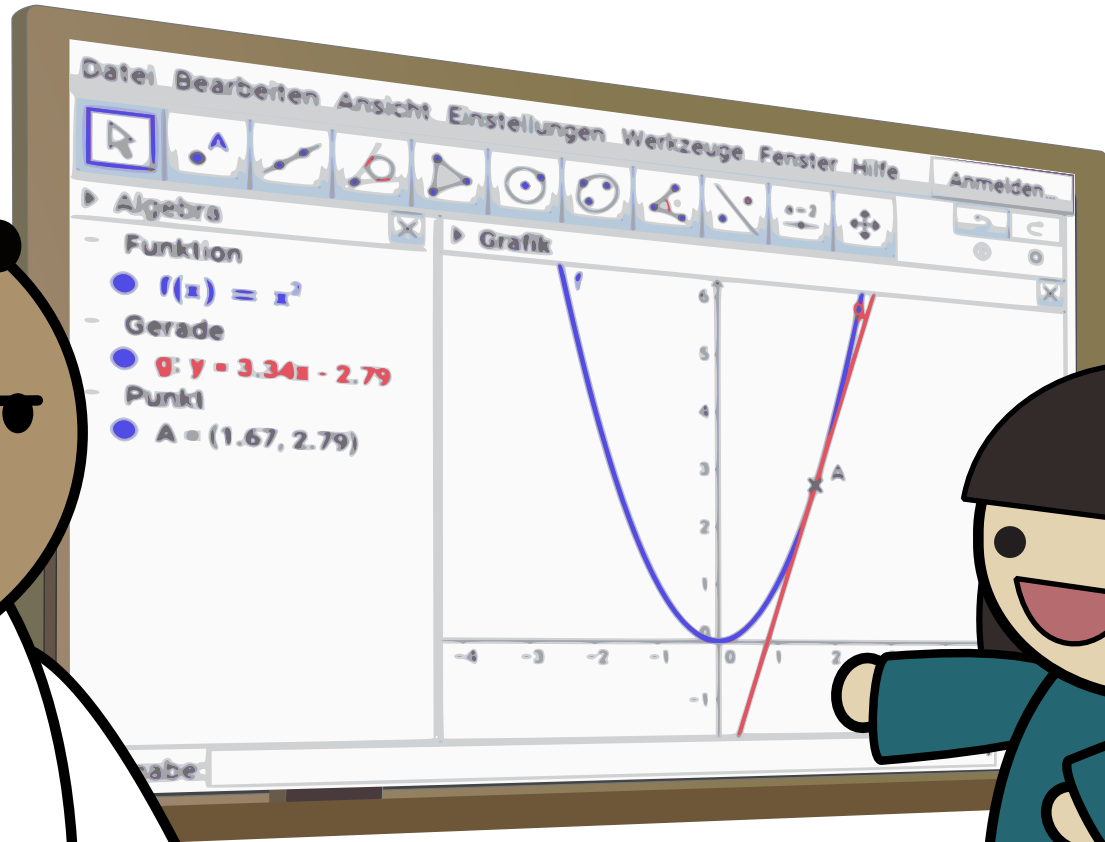 Datei Bearbeiten Ansicht Einstellungen Werkzeuge Fenster Hilfe
Anmelden...
A
a=2
Algebra
Grafik
Funktion
f(x) = x²
Gerade
g: y = 3.34x - 2.79
Punkt
A = (1.67, 2.79)
f
g
A
6
5
4
3
2
1
0
-1
-4 -3 -2 -1 0 1 2